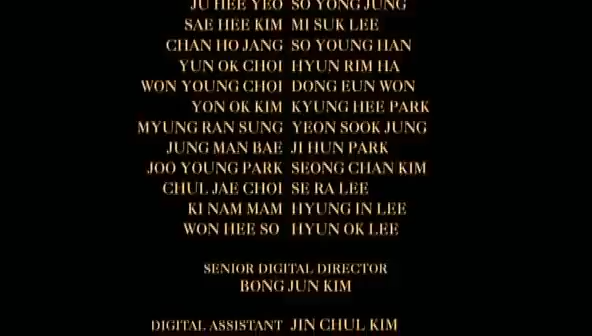 JU HEE YEO SO YONG JUNG
SAE HEE KIM MI SUK LEE
CHAN HO JANG SO YOUNG HAN
YUN OK CHOI HYUN RIM HA
WON YOUNG CHOI DONG EUN WON
YON OK KIM KYUNG HEE PARK
MYUNG RAN SUNG YEON SOOK JUNG
JUNG MAN BAE JI HUN PARK
JOO YOUNG PARK SEONG CHAN KIM
CHUL JAE CHOI SE RA LEE
KI NAM MAM HYUNG IN LEE
WON HEE SO HYUN OK LEE
SENIOR DIGITAL DIRECTOR
BONG JUN KIM
DIGITAL ASSISTANT JIN CHUL KIM